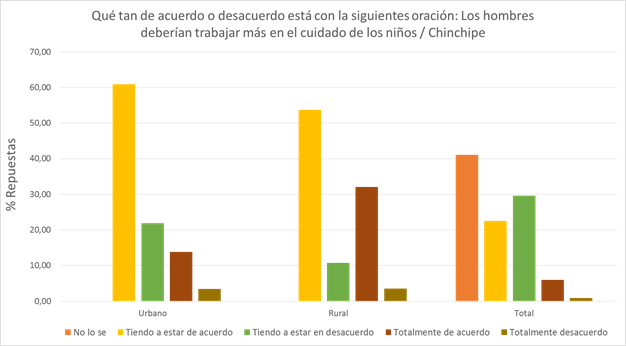 Qué tan de acuerdo o desacuerdo está con la siguientes oración: Los hombres
deberían trabajar más en el cuidado de los niños / Chinchipe
70,00
60,00
50,00
40,00
30,00
20,00
10,00
0,00
% Repuestas
Urbano Rural Total
No lo se Tiendo a estar de acuerdo Tiendo a estar en desacuerdo Totalmente de acuerdo Totalmente desacuerdo